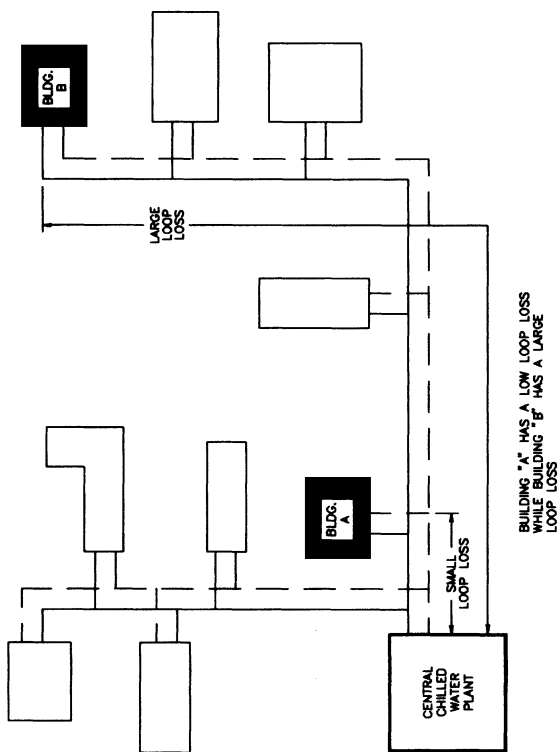 BLDG.
B
LARGE
LOOP
LOSS
BLDG.
A
SMALL
LOOP LOSS
CENTRAL
CHILLED
WATER
PLANT
BUILDING "A" HAS A LOW LOOP LOSS
WHILE BUILDING "B" HAS A LARGE
LOOP LOSS